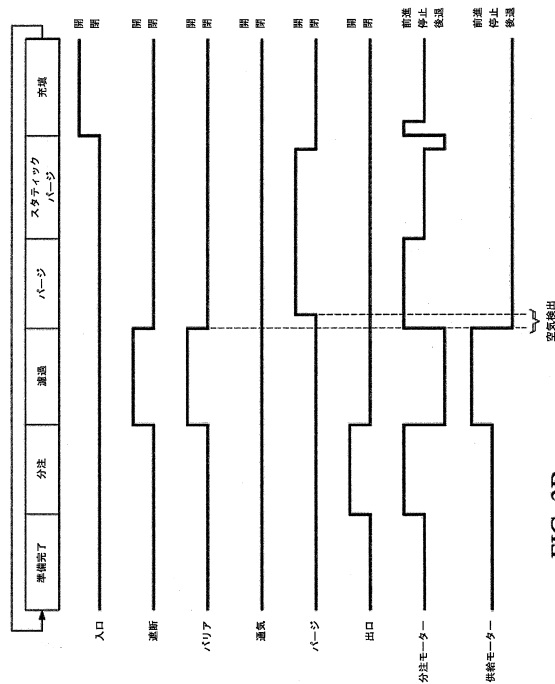 準備完了
分注
濾過
パージ
スタティック
パージ
充填
入口
開
閉
遮断
開
閉
バリア
開
閉
通気
開
閉
パージ
開
閉
出口
開
閉
分注モーター
前進
停止
後退
供給モーター
前進
停止
後退
空気検出